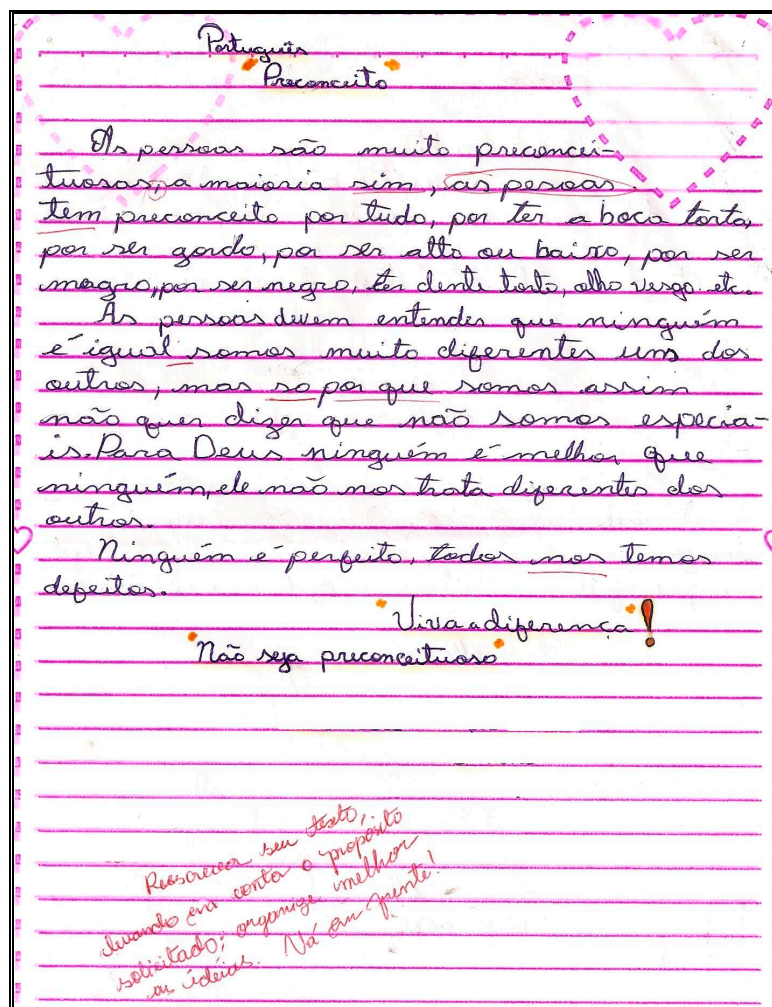 Português
Preconceito
As pessoas são muito preconcei-
tuosas, a maioria sim, as pesoas
tem preconceito por tudo, por ter a boca torta,
por ser gordo, por ser alto ou baixo, por ser
magro, por ser negro, ter dente torto, olho vesgo. etc..
As pessoas devem entender que ninguém
é igual somos muito diferentes uns dos
outros, mas so por que somos assim
não quer dizer que não somos especia-
is. Para Deus ninguém é melhor que
ninguém, ele não nos trata diferentes dos
outros.
Ninguém é perfeito, todos nos temos
defeitos.
Viva a diferença!
Não seja preconceituoso
Reescrever seu texto,
levando em conta o propósito
solicitado; organize melhor
as idéias. Vá em frente!